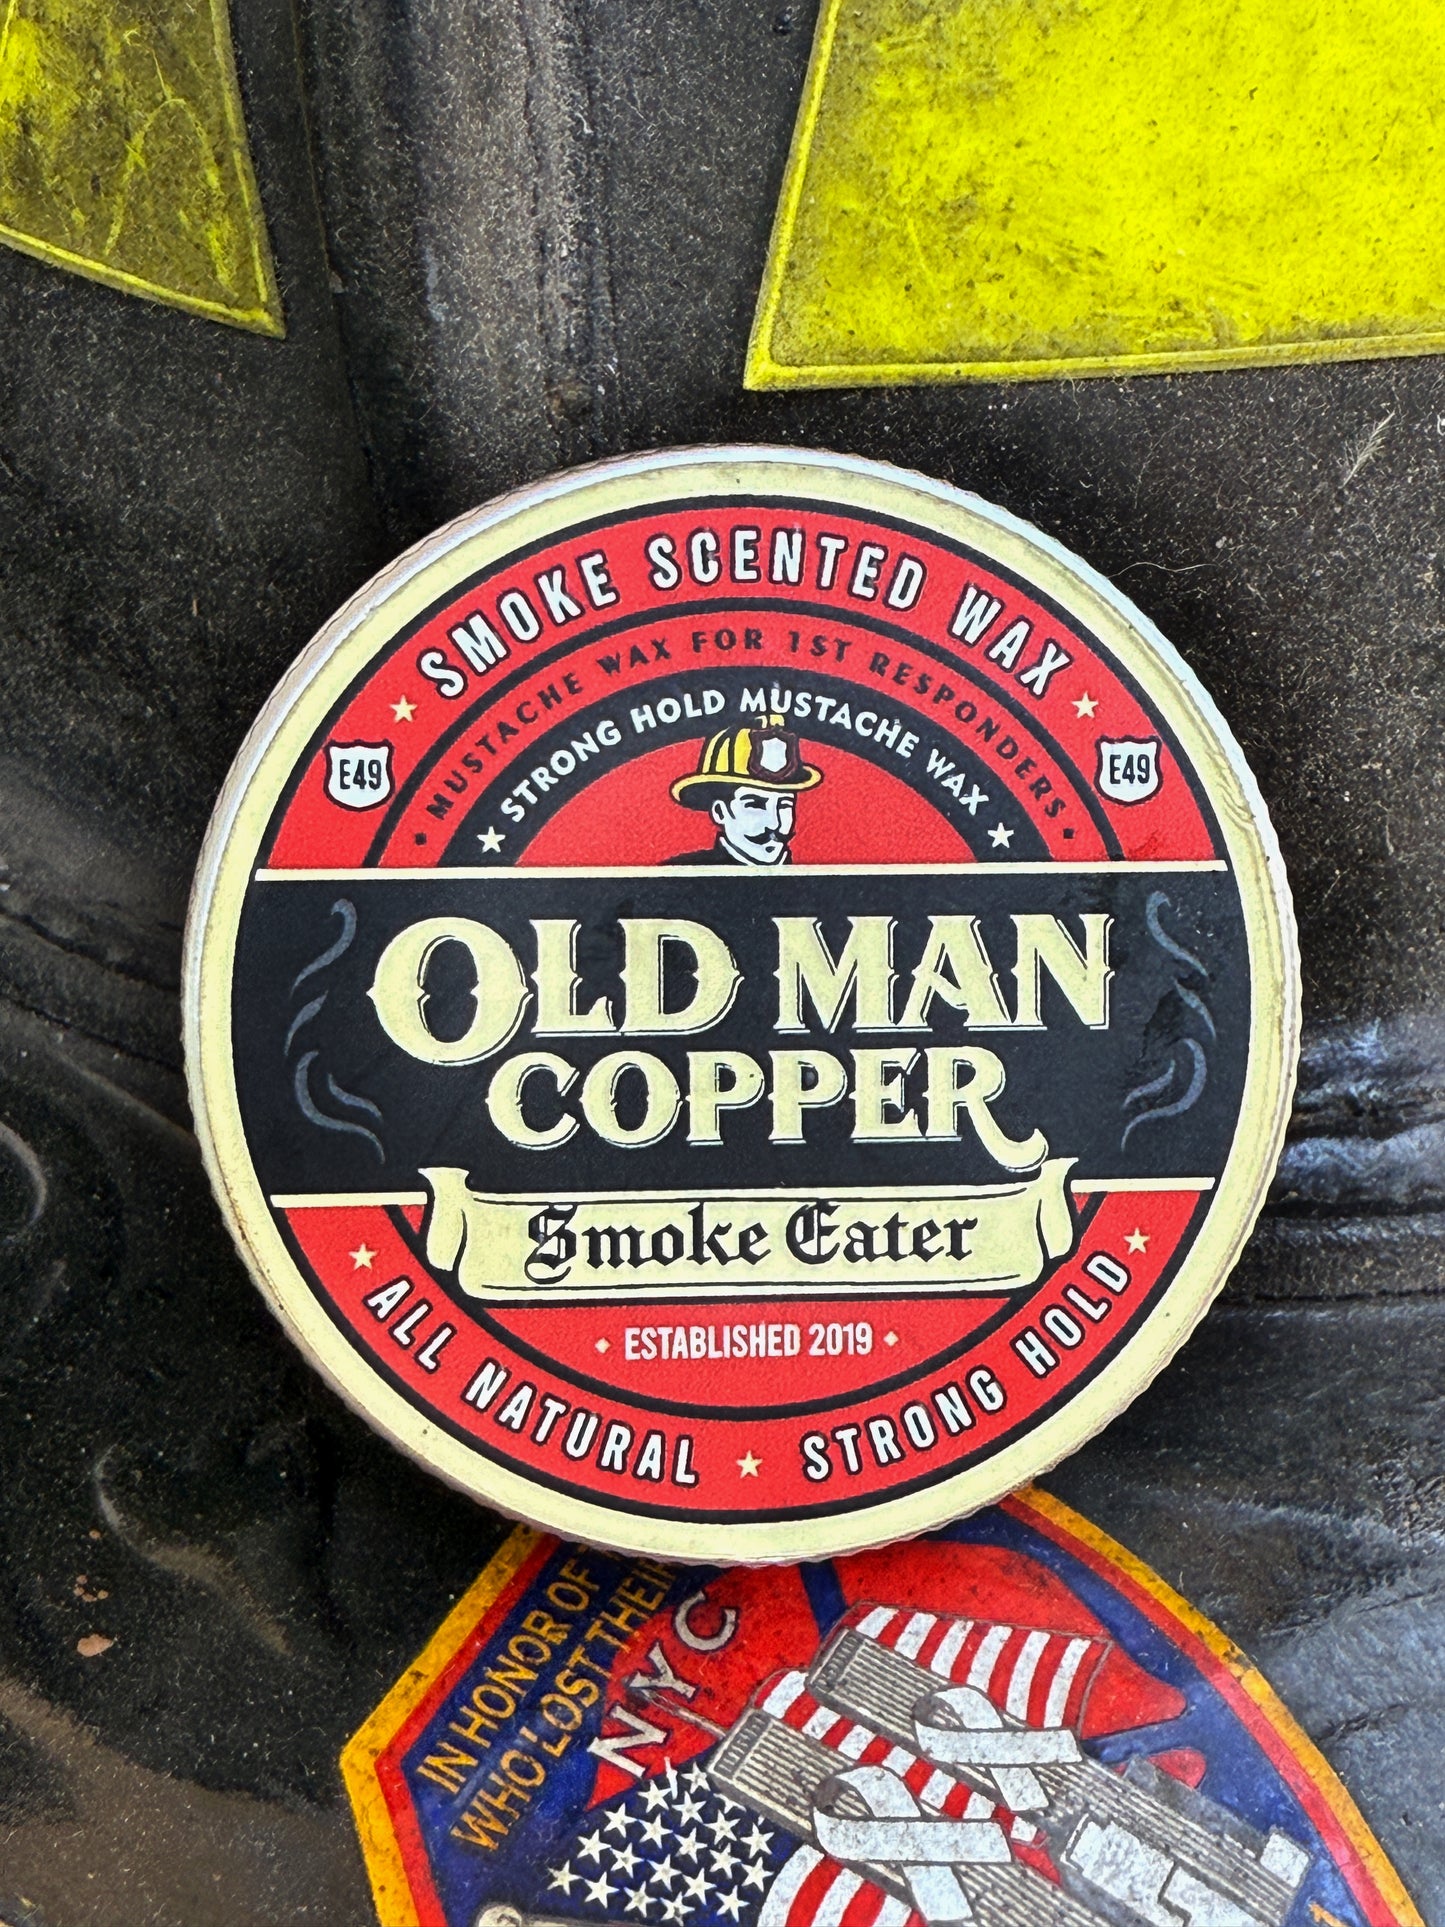 SMOKE SCENTED WAX
MUSTACHE WAX FOR 1ST RESPONDERS
STRONG HOLD MUSTACHE WAX
E49
E49
OLD MAN
COPPER
Smoke Eater
ESTABLISHED 2019
ALL NATURAL
STRONG HOLD
IN HONOR OF
WHO LOST THEIR
NYC